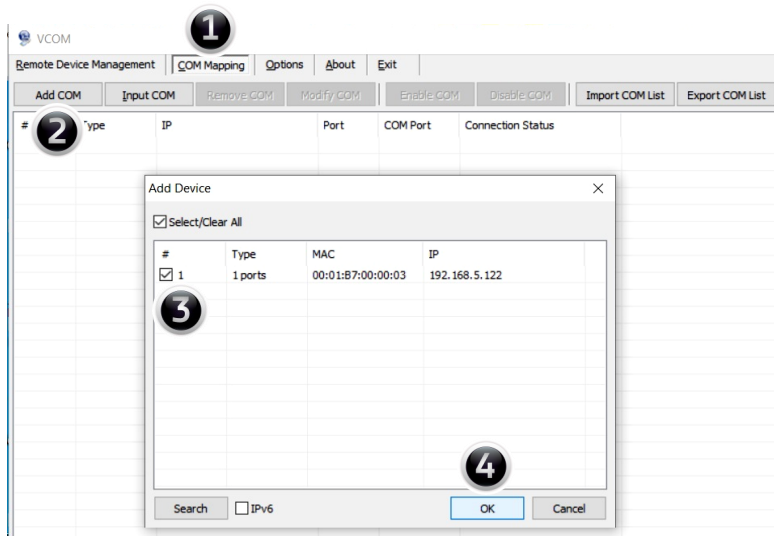 1
VCOM
Remote Device Management COM Mapping Options About Exit
Add COM Input COM Remove COM Modify COM Enable COM Disable COM Import COM List Export COM List
# 2 Type IP Port COM Port Connection Status
Add Device
Select/Clear All
# Type MAC IP
1 1 ports 00:01:B7:00:00:03 192.168.5.122
3
4
Search IPv6 OK Cancel